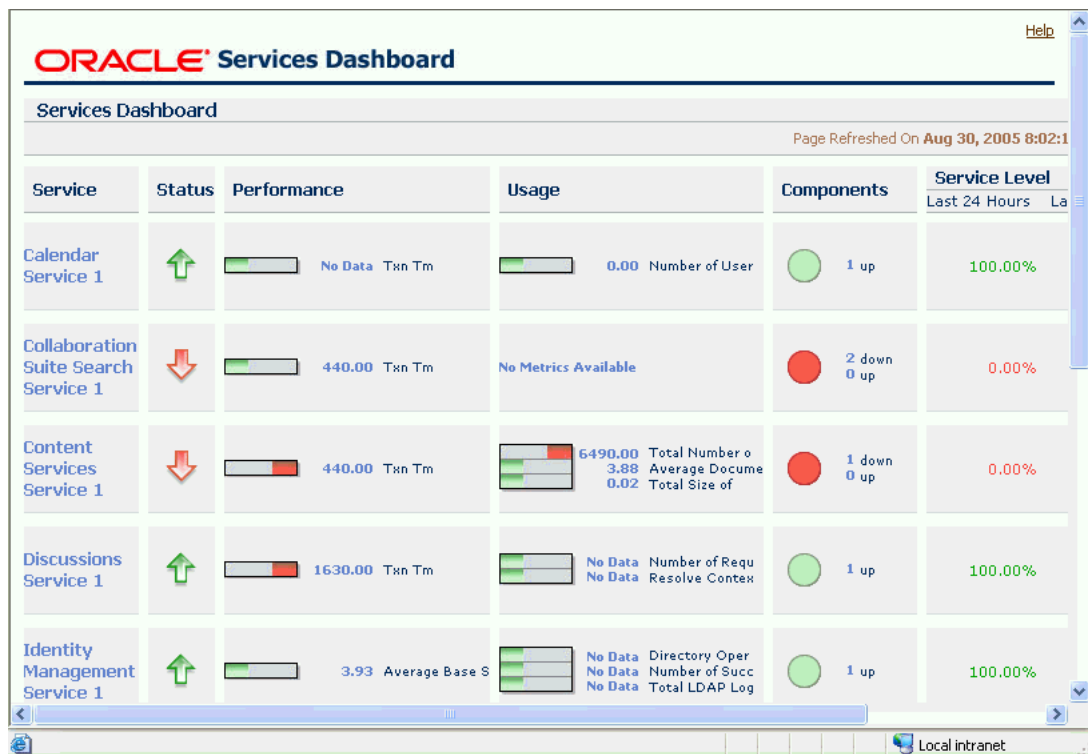 Help
ORACLE Services Dashboard
Services Dashboard
Page Refreshed On Aug 30, 2005 8:02:1
Service Status Performance Usage Components Service Level
Last 24 Hours La
Calendar
Service 1
No Data Txn Tm
0.00 Number of User
1 up
100.00%
Collaboration
Suite Search
Service 1
440.00 Txn Tm
No Metrics Available
2 down
0 up
0.00%
Content
Services
Service 1
440.00 Txn Tm
6490.00 Total Number o
3.88 Average Docume
0.02 Total Size of
1 down
0 up
0.00%
Discussions
Service 1
1630.00 Txn Tm
No Data Number of Requ
No Data Resolve Contex
1 up
100.00%
Identity
Management
Service 1
3.93 Average Base S
No Data Directory Oper
No Data Number of Succ
No Data Total LDAP Log
1 up
100.00%
Local intranet